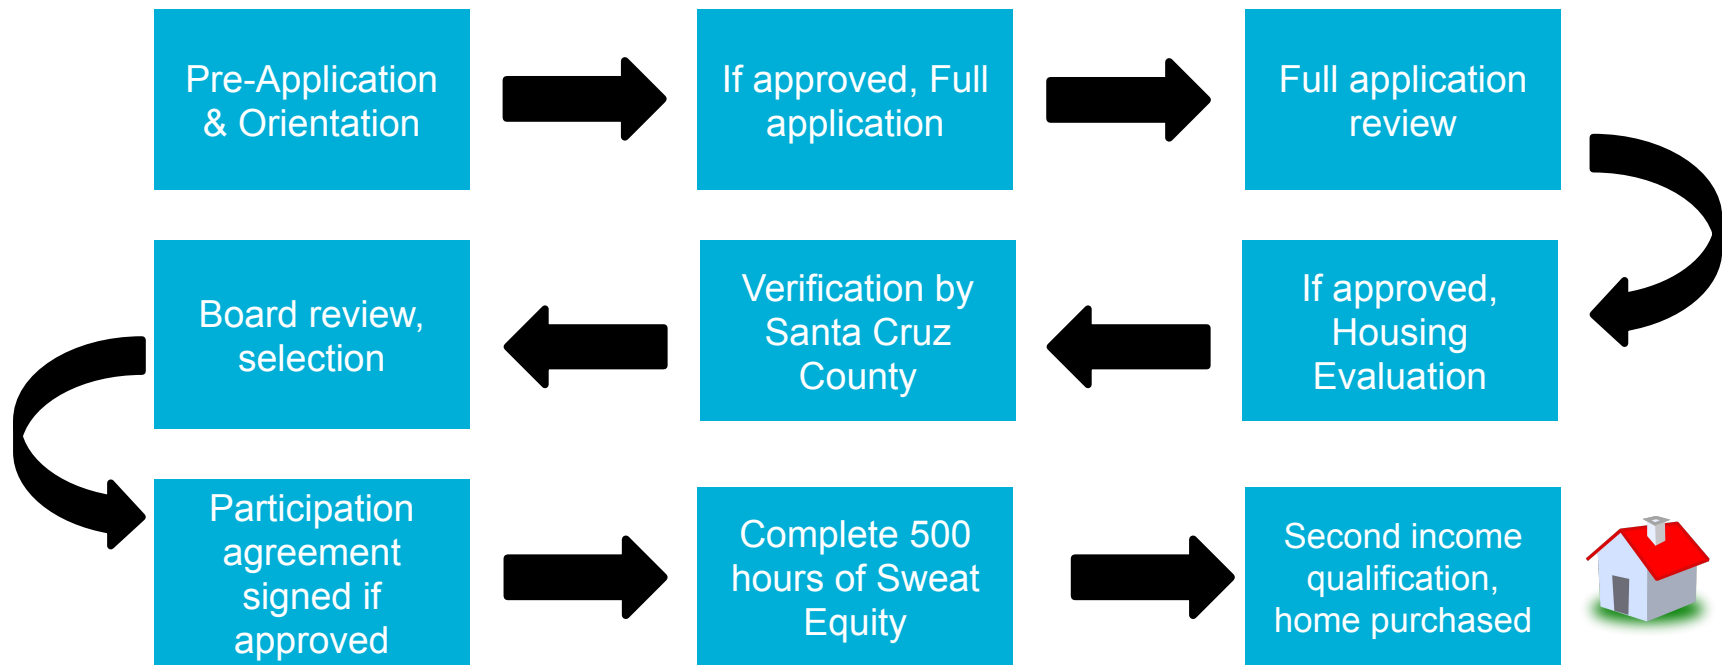 Pre-Application
& Orientation
If approved, Full
application
Full application
review
If approved,
Housing
Evaluation
Verification by
Santa Cruz
County
Board review,
selection
Participation
agreement
signed if
approved
Complete 500
hours of Sweat
Equity
Second income
qualification,
home purchased